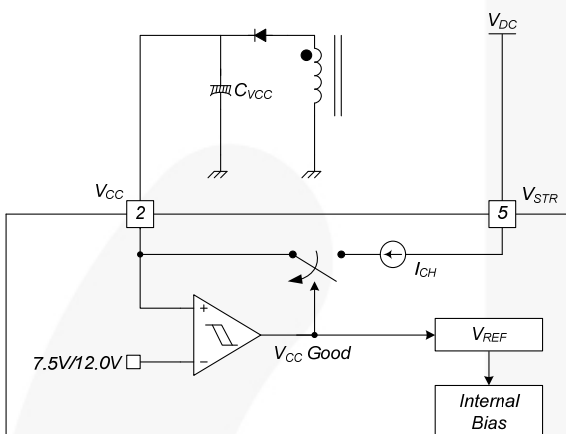 V_DC
C_VCC
V_CC
2
5
V_STR
I_CH
+
7.5V/12.0V
−
V_CC Good
V_REF
Internal
Bias